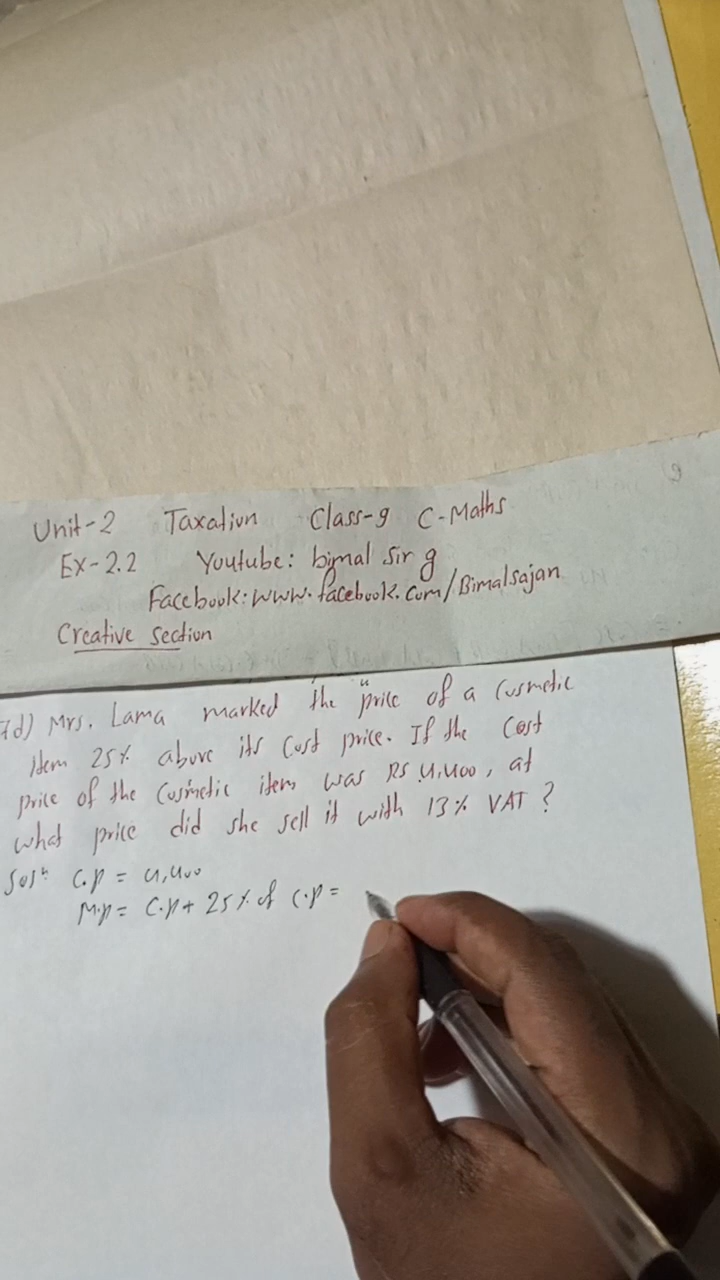 Unit-2 Taxation Class-9 C-Maths
Ex-2.2 Youtube: bimal sir g
Facebook: www.facebook.com/Bimalsajan
Creative section
7d) Mrs. Lama marked the price of a Cosmetic
item 25% above its Cost price. If the Cost
price of the Cosmetic item was RS 4,400, at
what price did she sell it with 13% VAT ?
Solⁿ C.p = 4,400
M.p = C.p + 25% of C.p =